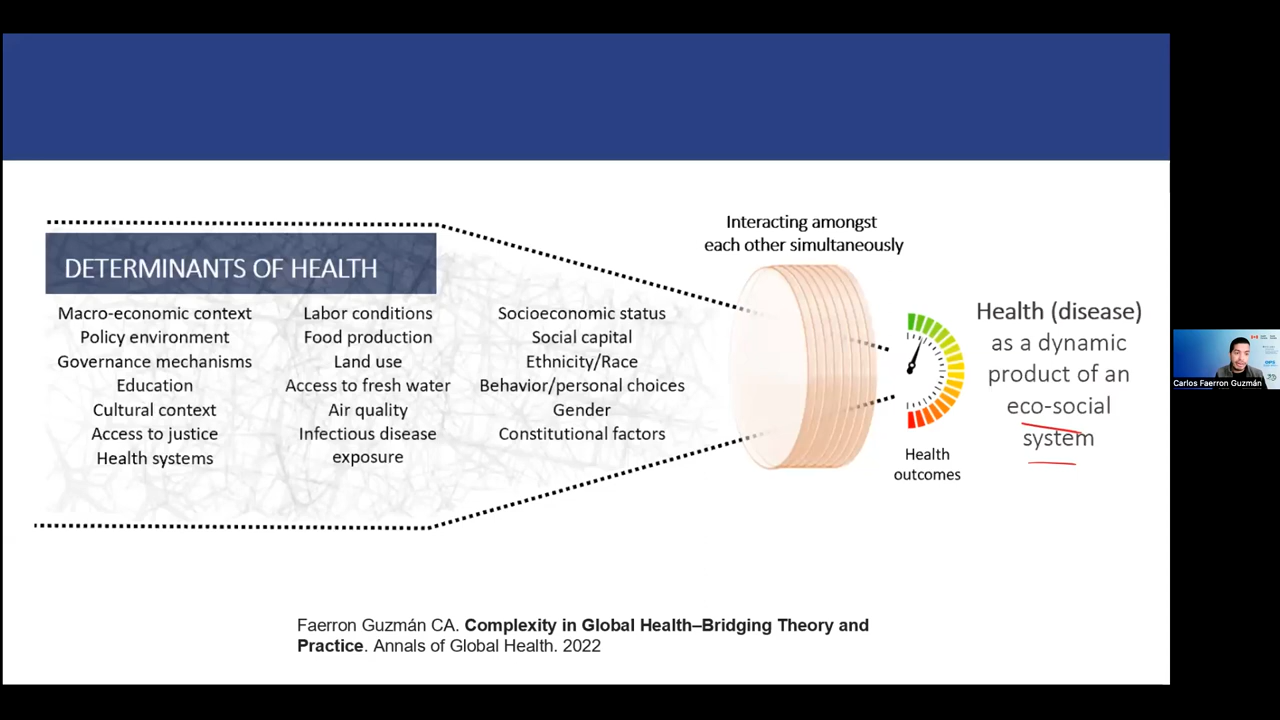 DETERMINANTS OF HEALTH
Macro-economic context
Policy environment
Governance mechanisms
Education
Cultural context
Access to justice
Health systems
Labor conditions
Food production
Land use
Access to fresh water
Air quality
Infectious disease
exposure
Socioeconomic status
Social capital
Ethnicity/Race
Behavior/personal choices
Gender
Constitutional factors
Interacting amongst
each other simultaneously
Health
outcomes
Health (disease)
as a dynamic
product of an
eco-social
system
Faerron Guzmán CA. Complexity in Global Health–Bridging Theory and
Practice. Annals of Global Health. 2022
Carlos Faerron Guzmán